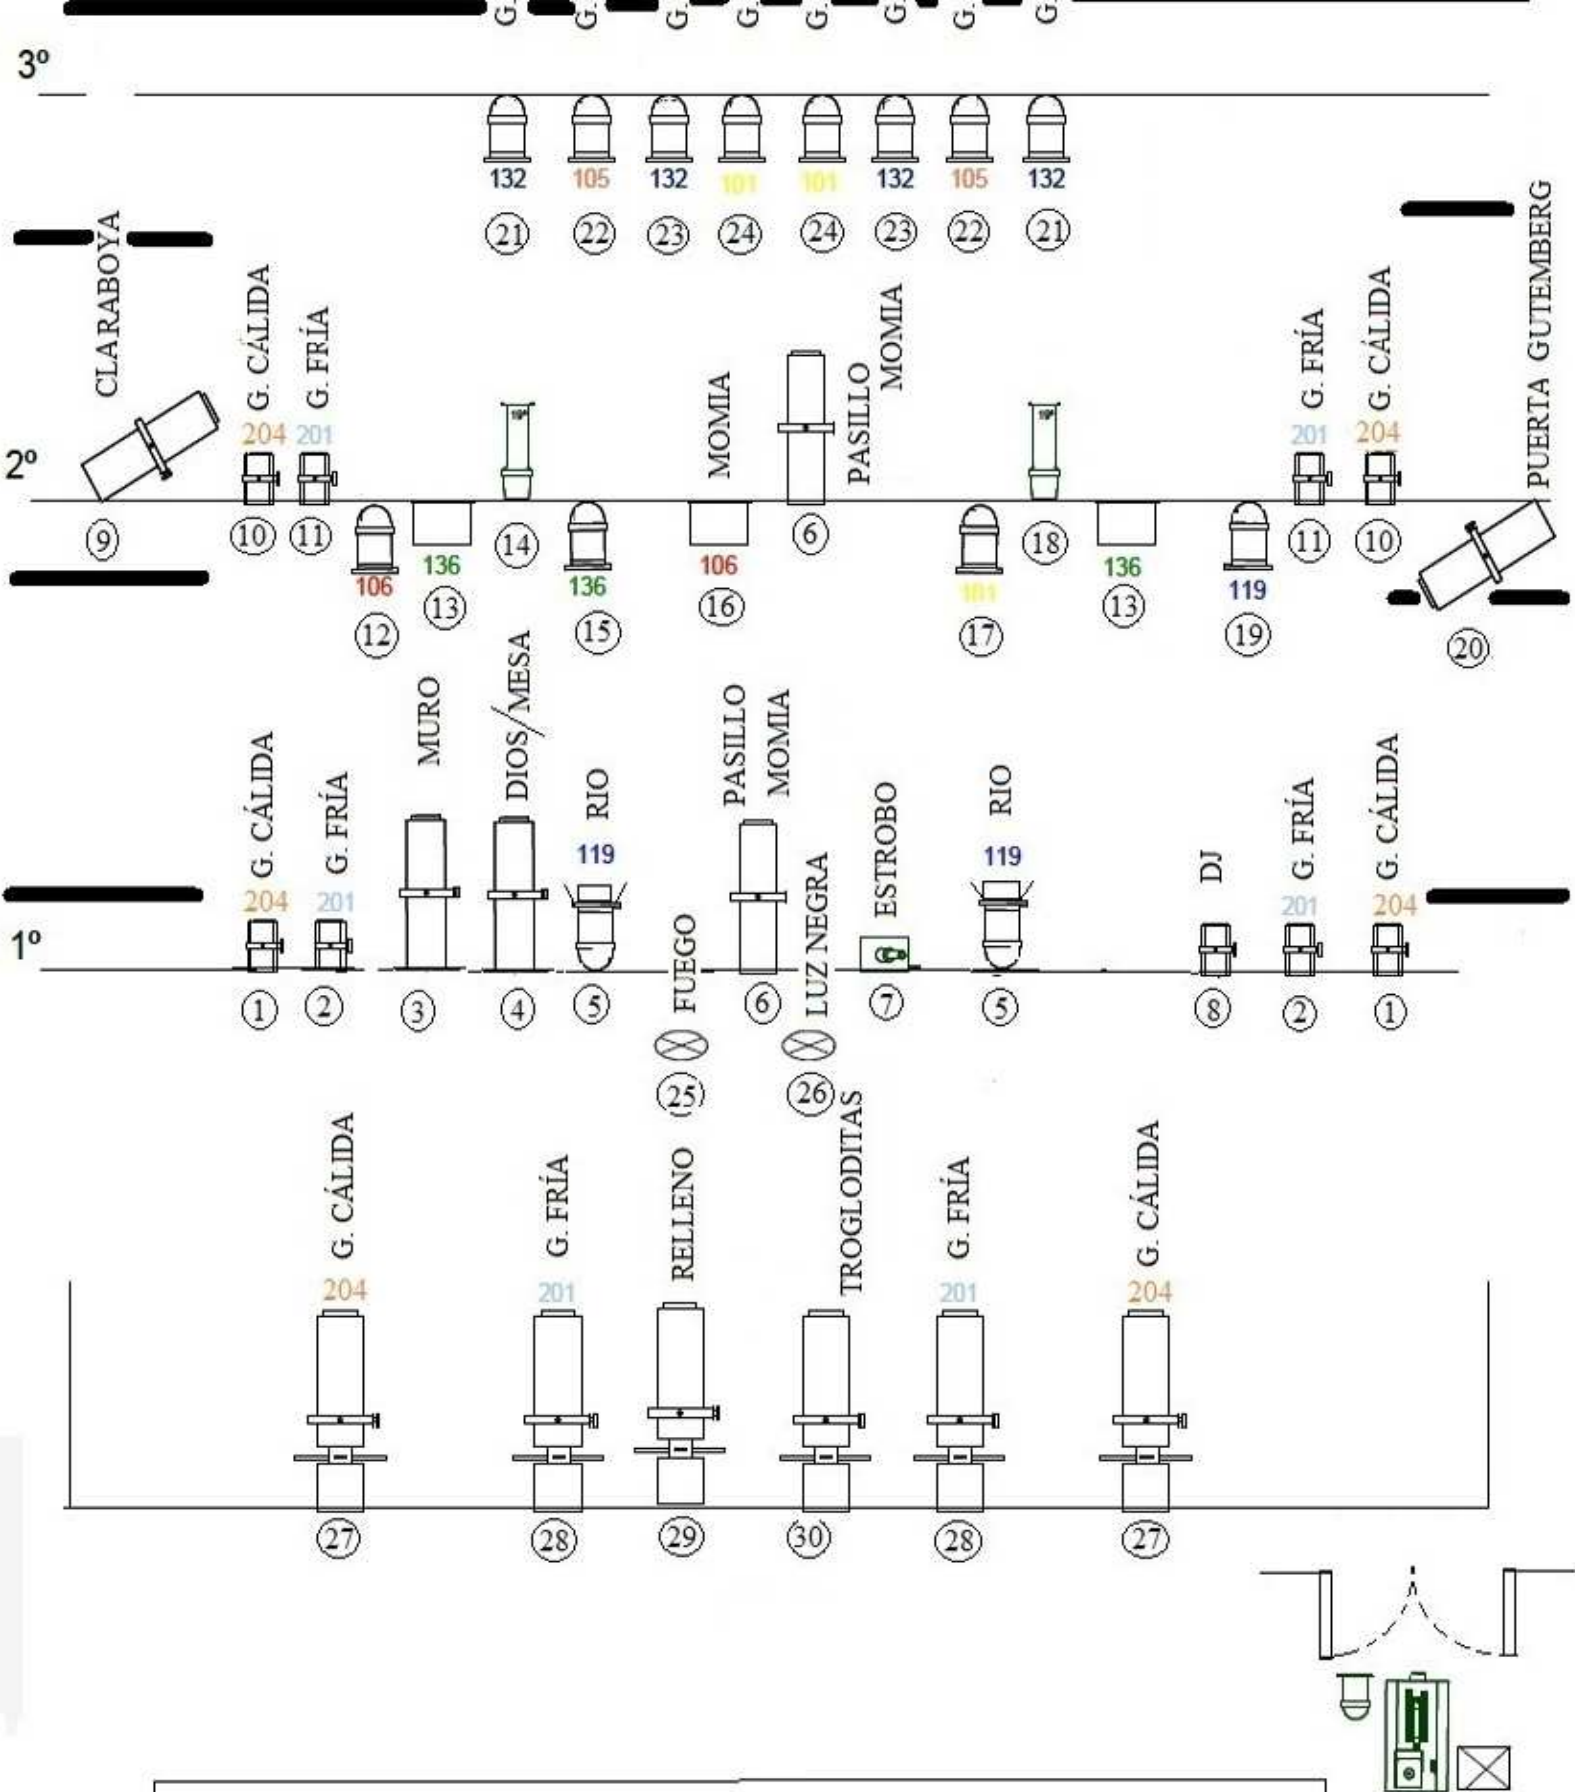 G. G. G. G. G. G. G. G.
3º
132 105 132 101 101 132 105 132
21 22 23 24 24 23 22 21
CLARABOYA
G. CÁLIDA
G. FRÍA
MOMIA
PASILLO
MOMIA
G. FRÍA
G. CÁLIDA
PUERTA GUTEMBERG
204 201 19º 19º 201 204
2º
9 10 11 14 6 18 11 10
106 136 136 106 101 136 119
12 13 15 16 17 13 19 20
G. CÁLIDA
G. FRÍA
MURO
DIOS/MESA
RIO
PASILLO
MOMIA
ESTROBO
RIO
DJ
G. FRÍA
G. CÁLIDA
204 201 119 119 201 204
1º
1 2 3 4 5 6 7 5 8 2 1
FUEGO
LUZ NEGRA
25 26
G. CÁLIDA
G. FRÍA
RELLENO
TROGLODITAS
G. FRÍA
G. CÁLIDA
204 201 201 204
27 28 29 30 28 27